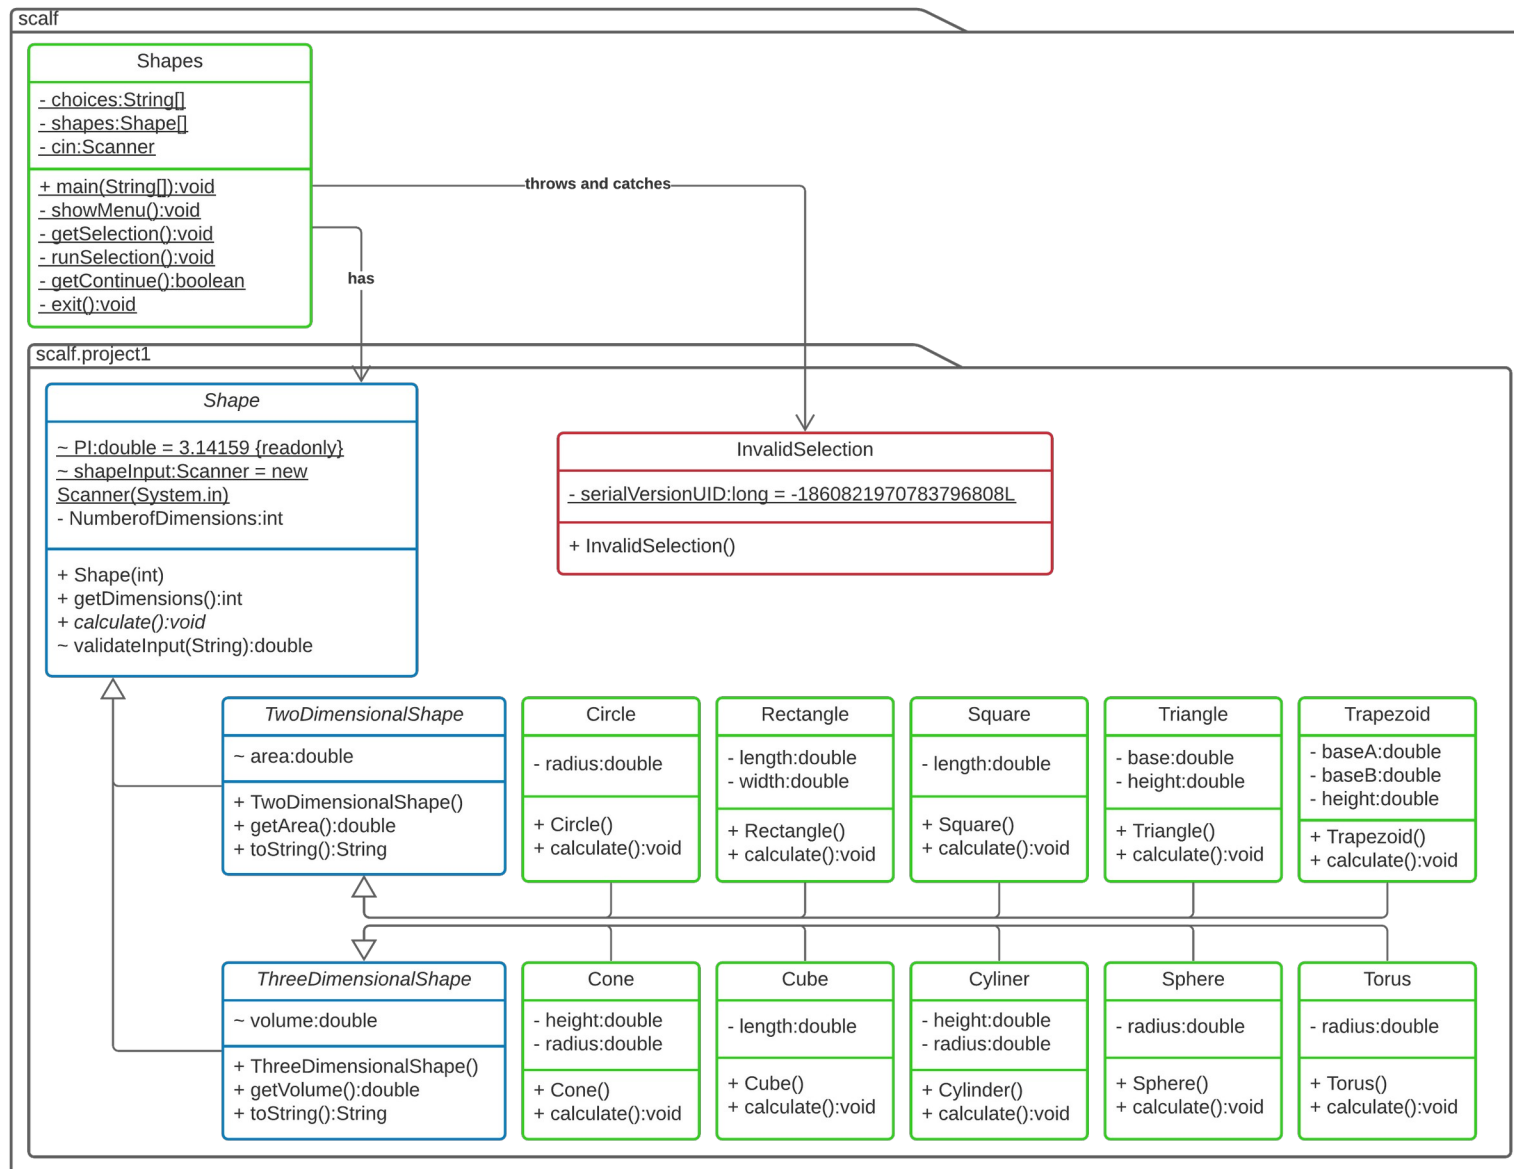 scalf
Shapes
- choices:String[]
- shapes:Shape[]
- cin:Scanner
+ main(String[]):void
- showMenu():void
- getSelection():void
- runSelection():void
- getContinue():boolean
- exit():void
throws and catches
has
scalf.project1
Shape
~ PI:double = 3.14159 {readonly}
~ shapeInput:Scanner = new
Scanner(System.in)
- NumberofDimensions:int
+ Shape(int)
+ getDimensions():int
+ calculate():void
~ validateInput(String):double
InvalidSelection
- serialVersionUID:long = -1860821970783796808L
+ InvalidSelection()
TwoDimensionalShape
~ area:double
+ TwoDimensionalShape()
+ getArea():double
+ toString():String
Circle
- radius:double
+ Circle()
+ calculate():void
Rectangle
- length:double
- width:double
+ Rectangle()
+ calculate():void
Square
- length:double
+ Square()
+ calculate():void
Triangle
- base:double
- height:double
+ Triangle()
+ calculate():void
Trapezoid
- baseA:double
- baseB:double
- height:double
+ Trapezoid()
+ calculate():void
ThreeDimensionalShape
~ volume:double
+ ThreeDimensionalShape()
+ getVolume():double
+ toString():String
Cone
- height:double
- radius:double
+ Cone()
+ calculate():void
Cube
- length:double
+ Cube()
+ calculate():void
Cyliner
- height:double
- radius:double
+ Cylinder()
+ calculate():void
Sphere
- radius:double
+ Sphere()
+ calculate():void
Torus
- radius:double
+ Torus()
+ calculate():void